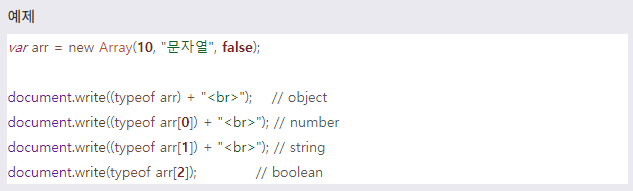 예제
var arr = new Array(10, "문자열", false);
document.write((typeof arr) + "<br>"); // object
document.write((typeof arr[0]) + "<br>"); // number
document.write((typeof arr[1]) + "<br>"); // string
document.write(typeof arr[2]); // boolean